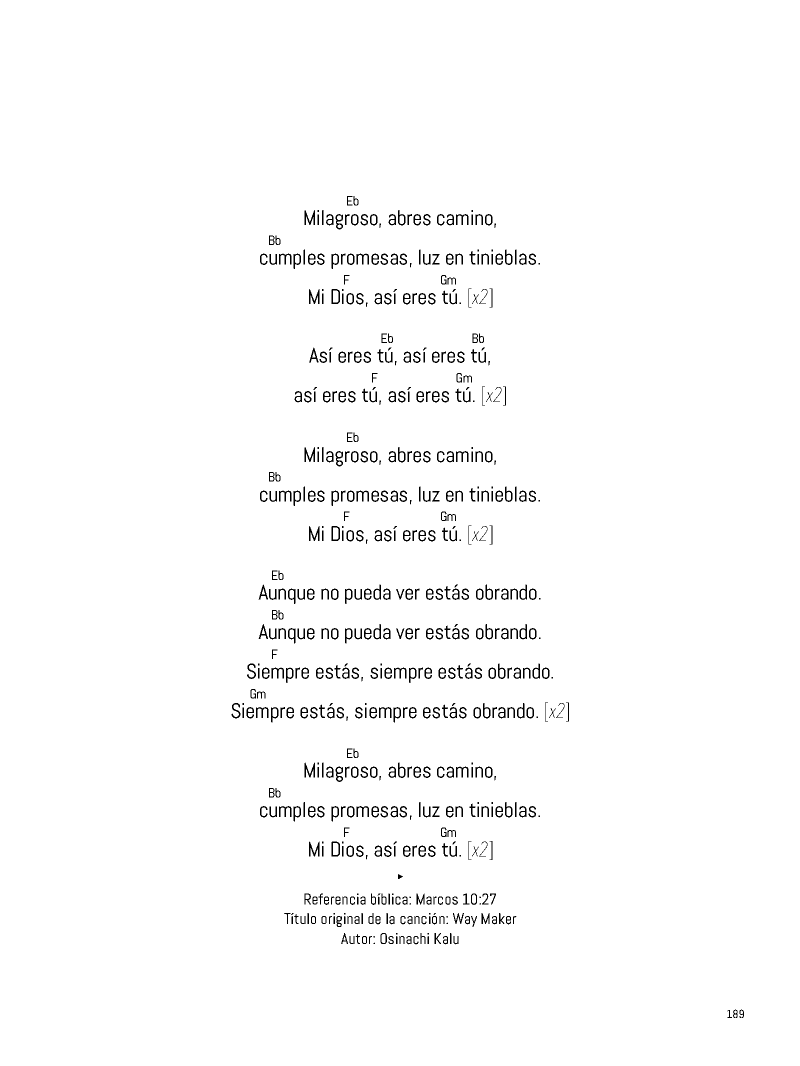 Eb
Milagroso, abres camino,
Bb
cumples promesas, luz en tinieblas.
F Gm
Mi Dios, así eres tú. [x2]
Eb Bb
Así eres tú, así eres tú,
F Gm
así eres tú, así eres tú. [x2]
Eb
Milagroso, abres camino,
Bb
cumples promesas, luz en tinieblas.
F Gm
Mi Dios, así eres tú. [x2]
Eb
Aunque no pueda ver estás obrando.
Bb
Aunque no pueda ver estás obrando.
F
Siempre estás, siempre estás obrando.
Gm
Siempre estás, siempre estás obrando. [x2]
Eb
Milagroso, abres camino,
Bb
cumples promesas, luz en tinieblas.
F Gm
Mi Dios, así eres tú. [x2]
Referencia bíblica: Marcos 10:27
Título original de la canción: Way Maker
Autor: Osinachi Kalu
189